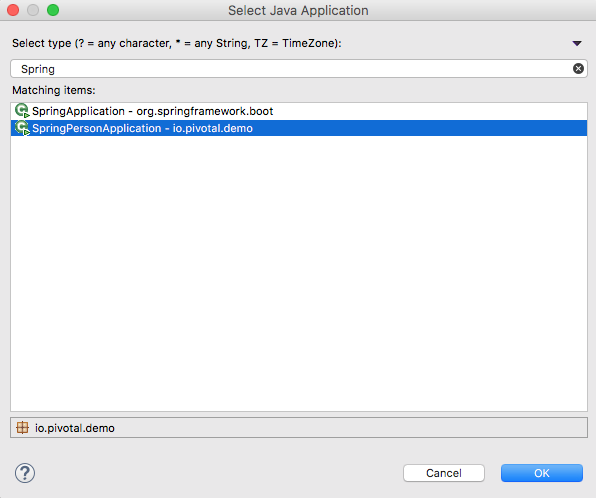 Select Java Application
Select type (? = any character, * = any String, TZ = TimeZone):
Spring
Matching items:
SpringApplication - org.springframework.boot
SpringPersonApplication - io.pivotal.demo
io.pivotal.demo
?
Cancel
OK